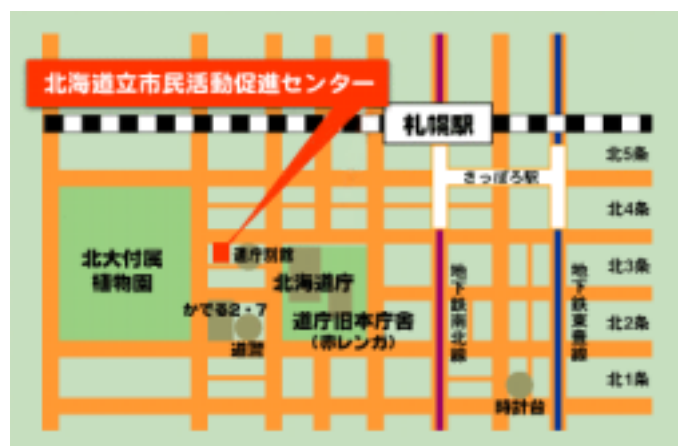 北海道立市民活動促進センター
札幌駅
北5条
さっぽろ駅
北4条
北大付属
植物園
道庁別館
北海道庁
地下鉄南北線
地下鉄東豊線
北3条
かでる2・7
道庁旧本庁舎
(赤レンガ)
北2条
道警
北1条
時計台